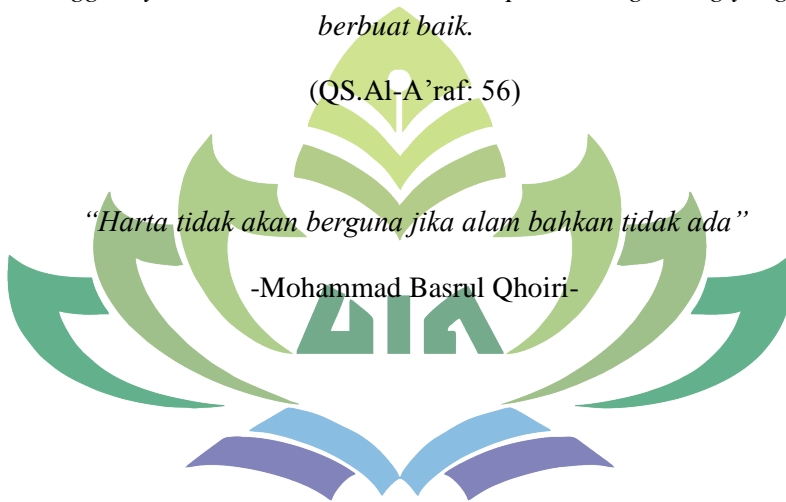 berbuat baik.
(QS.Al-A’raf: 56)
“Harta tidak akan berguna jika alam bahkan tidak ada”
-Mohammad Basrul Qhoiri-